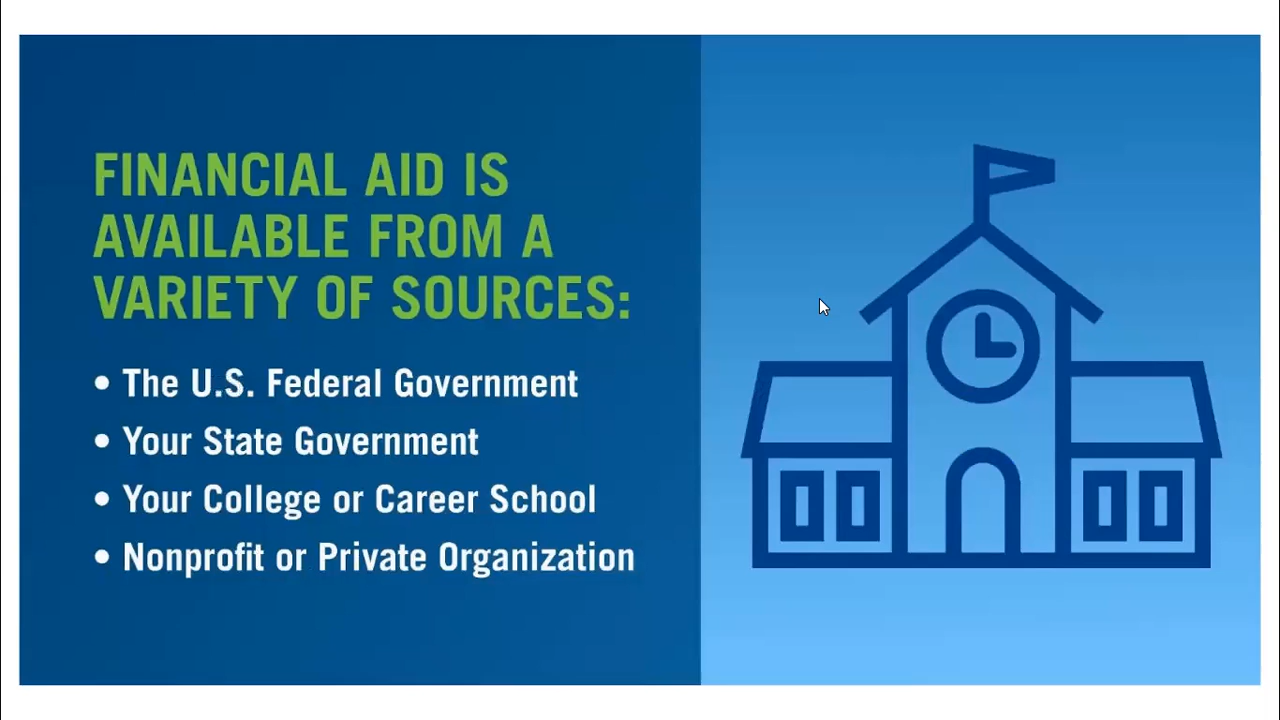 FINANCIAL AID IS
AVAILABLE FROM A
VARIETY OF SOURCES:
• The U.S. Federal Government
• Your State Government
• Your College or Career School
• Nonprofit or Private Organization